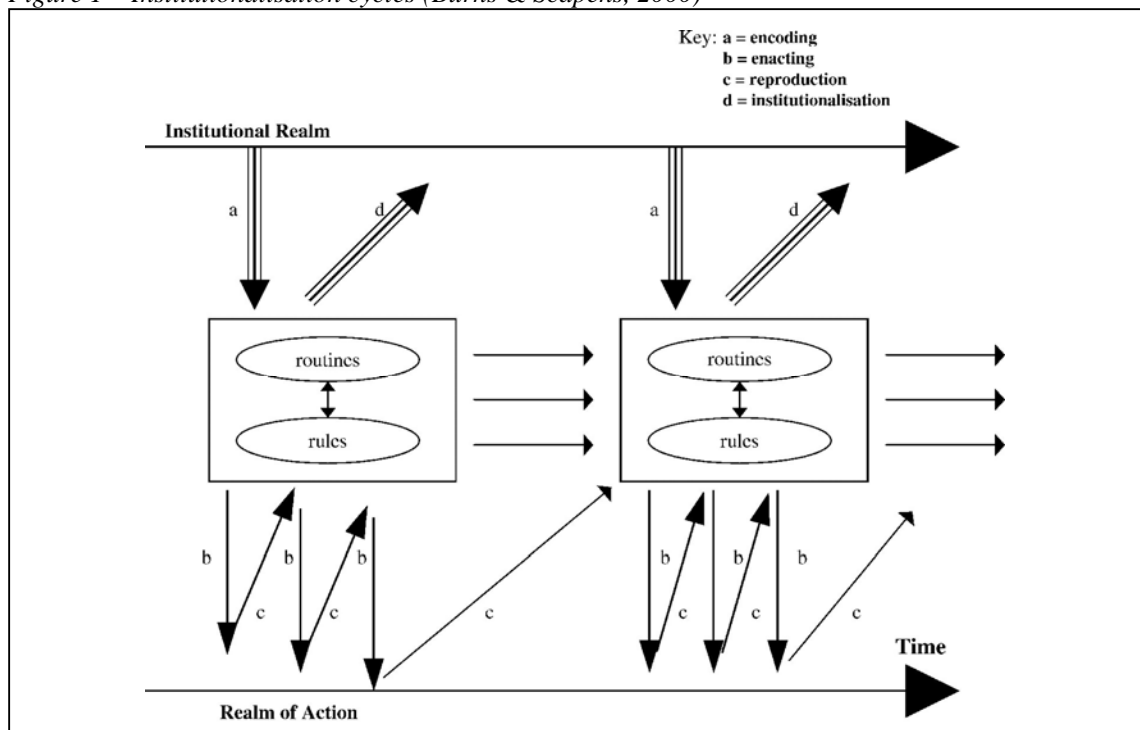 Figure 1 – Institutionalisation cycles (Burns & Scapens, 2000)
Key: a = encoding
b = enacting
c = reproduction
d = institutionalisation
Institutional Realm
a
d
a
d
routines
rules
routines
rules
b
c
b
c
b
c
b
c
b
c
b
c
Time
Realm of Action